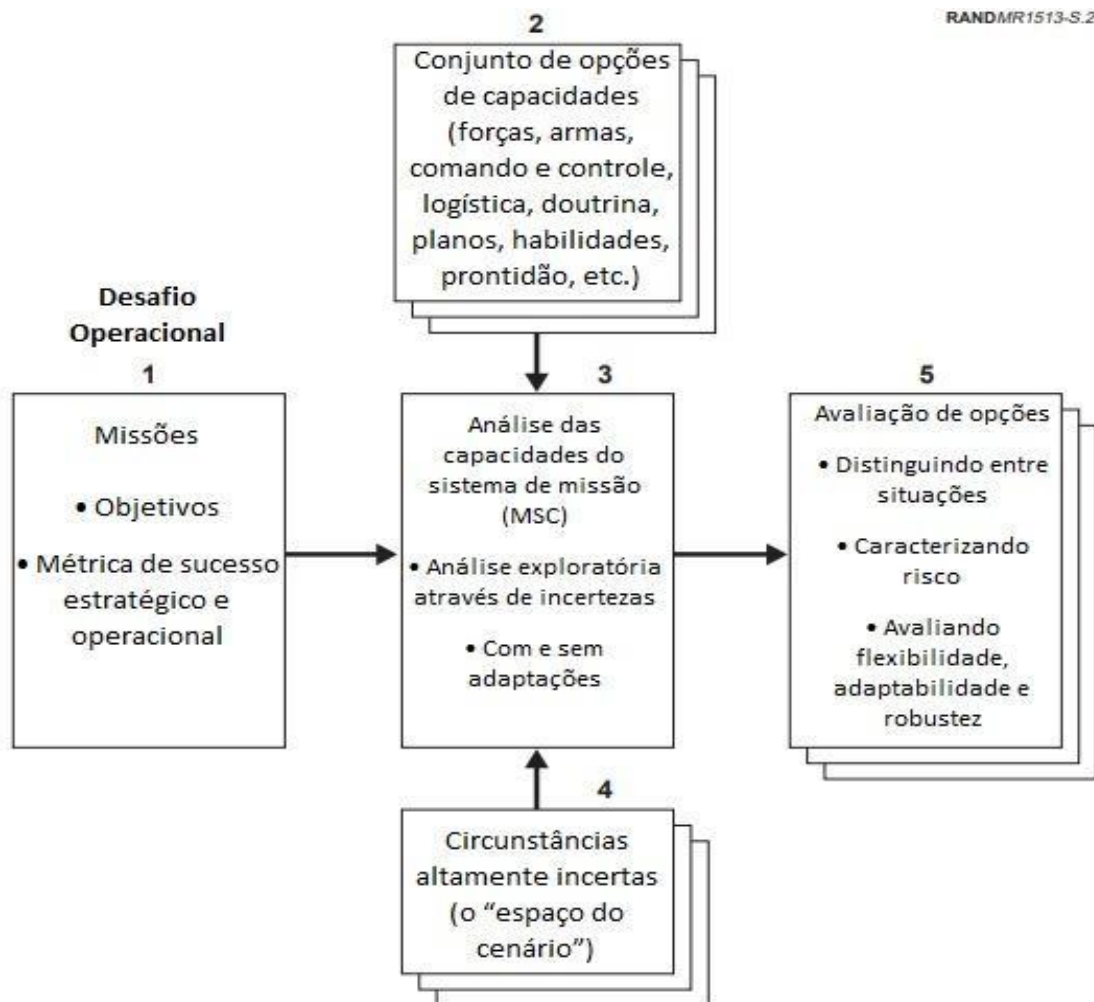 RANDMR1513-S.2
2
Conjunto de opções
de capacidades
(forças, armas,
comando e controle,
logística, doutrina,
planos, habilidades,
prontidão, etc.)
Desafio
Operacional
1
Missões
• Objetivos
• Métrica de sucesso
estratégico e
operacional
3
Análise das
capacidades do
sistema de missão
(MSC)
• Análise exploratória
através de incertezas
• Com e sem
adaptações
4
Circunstâncias
altamente incertas
(o “espaço do
cenário”)
5
Avaliação de opções
• Distinguindo entre
situações
• Caracterizando
risco
• Avaliando
flexibilidade,
adaptabilidade e
robustez